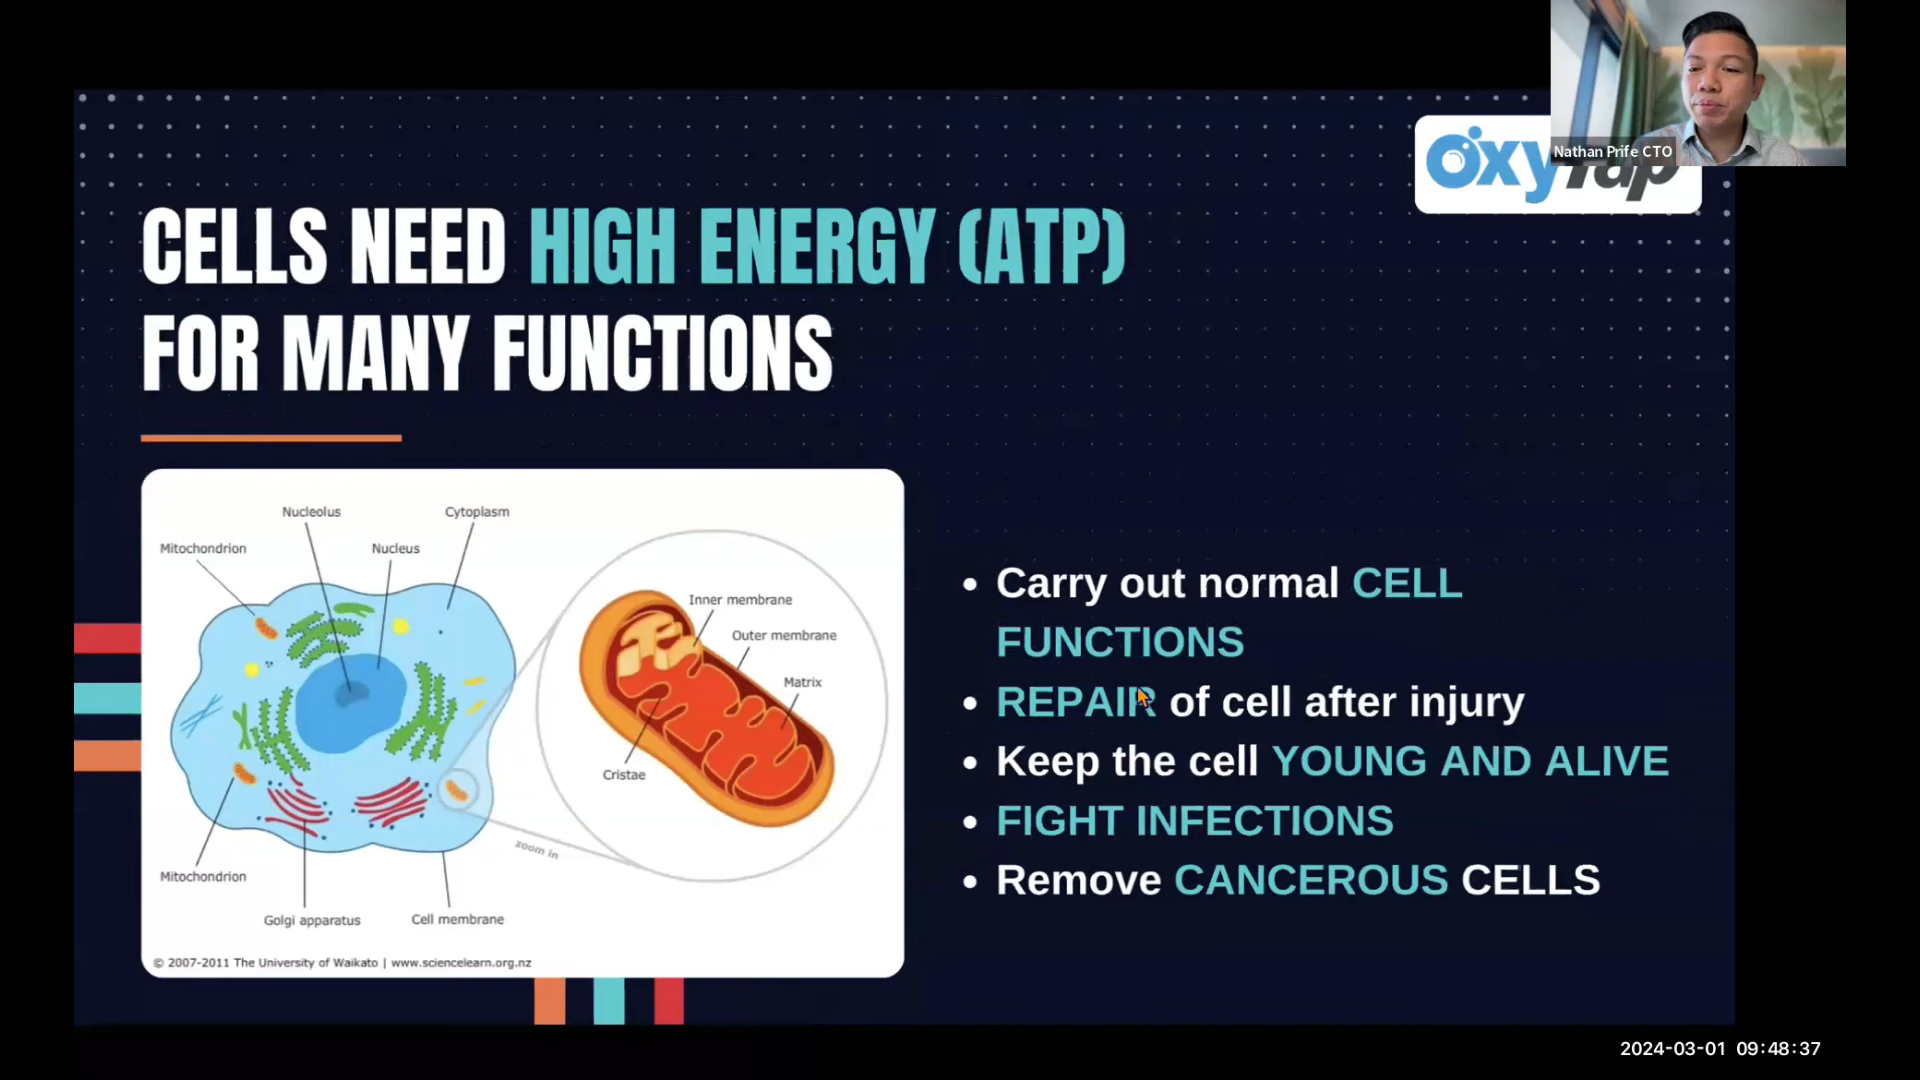 Nathan Prife CTO
Oxy
CELLS NEED HIGH ENERGY (ATP)
FOR MANY FUNCTIONS
Nucleolus
Cytoplasm
Mitochondrion
Nucleus
Inner membrane
Outer membrane
Matrix
Cristae
zoom in
Mitochondrion
Golgi apparatus
Cell membrane
© 2007-2011 The University of Waikato | www.sciencelearn.org.nz
• Carry out normal CELL
FUNCTIONS
• REPAIR of cell after injury
• Keep the cell YOUNG AND ALIVE
• FIGHT INFECTIONS
• Remove CANCEROUS CELLS
2024-03-01 09:48:37